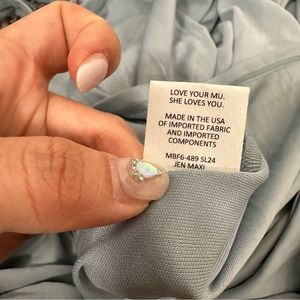 LOVE YOUR MU.
SHE LOVES YOU.
MADE IN THE USA
OF IMPORTED FABRIC
AND IMPORTED
COMPONENTS
MBF6-489 SL24
JEN MAXI